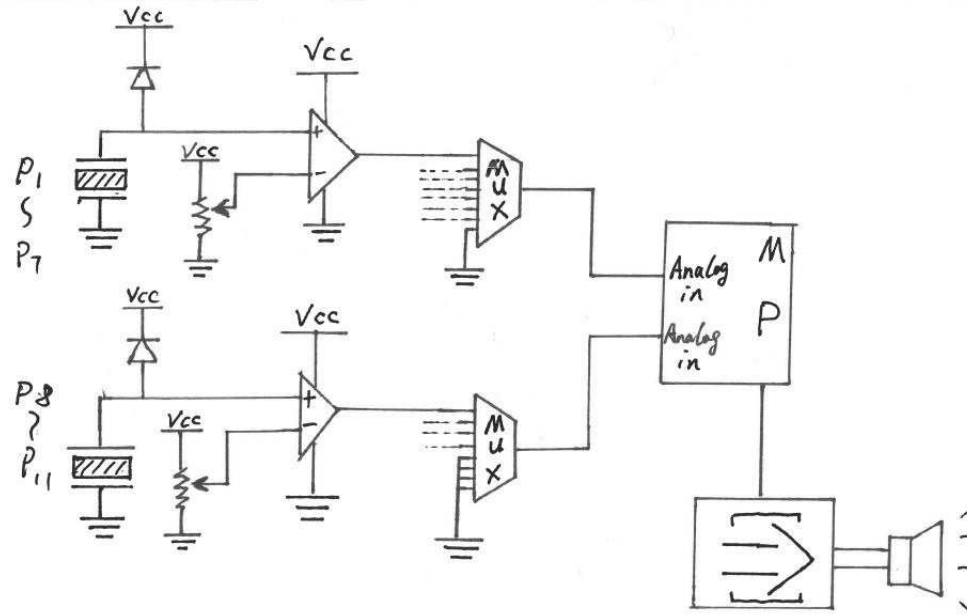 Vcc
Vcc
+
-
P1
Vcc
P7
M
U
X
Analog
in
M
P
Vcc
Vcc
+
-
P8
Vcc
P11
M
U
X
Analog
in